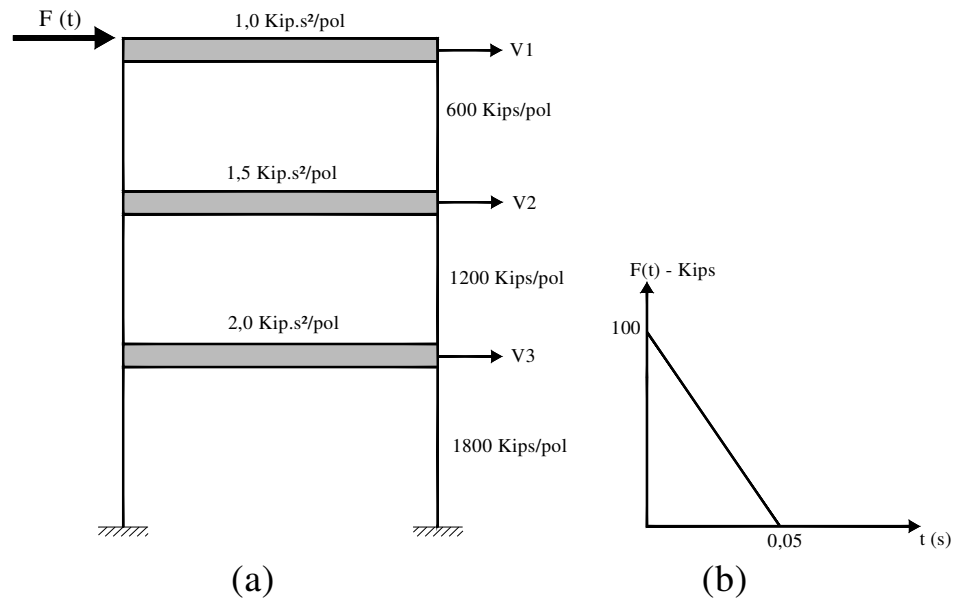 F (t)
1,0 Kip.s²/pol
V1
600 Kips/pol
1,5 Kip.s²/pol
V2
1200 Kips/pol
2,0 Kip.s²/pol
V3
1800 Kips/pol
(a)
F(t) - Kips
100
0,05
t (s)
(b)